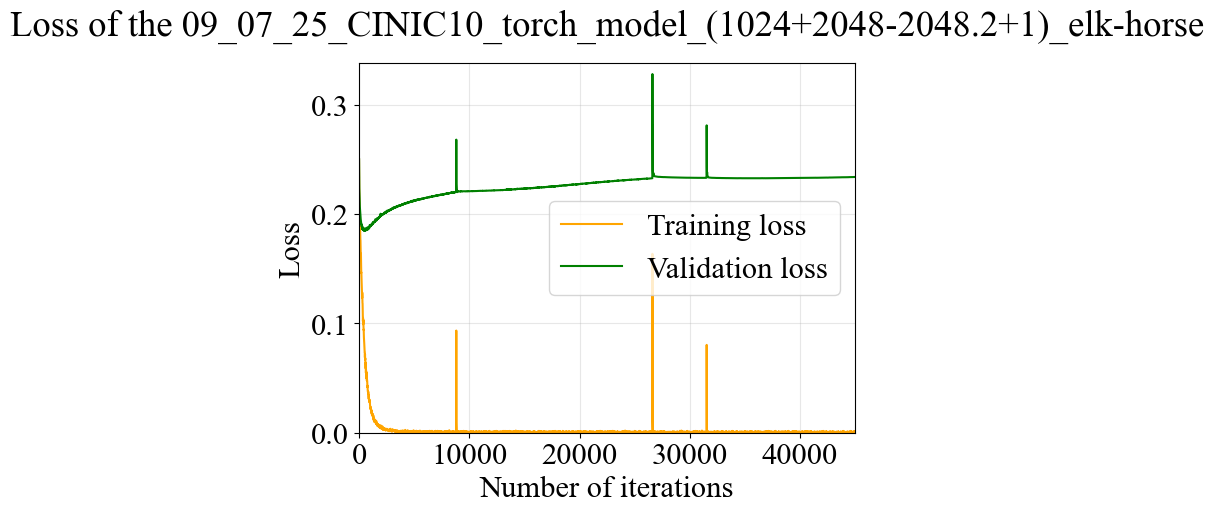 Loss of the 09_07_25_CINIC10_torch_model_(1024+2048-2048.2+1)_elk-horse
0.3
0.2
0.1
0.0
Loss
Training loss
Validation loss
0 10000 20000 30000 40000
Number of iterations